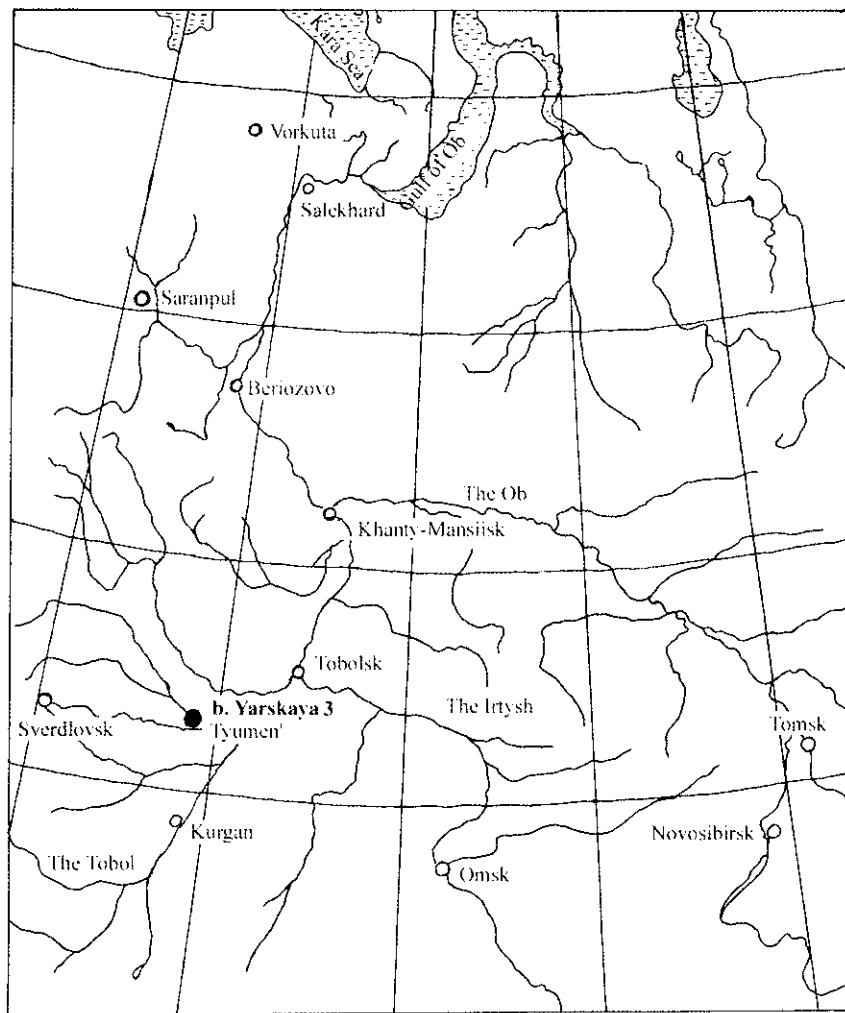 Kara Sea
Vorkuta
Gulf of Ob
Salekhard
Saranpul
Beriozovo
The Ob
Khanty-Mansiisk
Tobolsk
b. Yarskaya 3
The Irtysh
Sverdlovsk
Tyumen'
Tomsk
Kurgan
Novosibirsk
The Tobol
Omsk